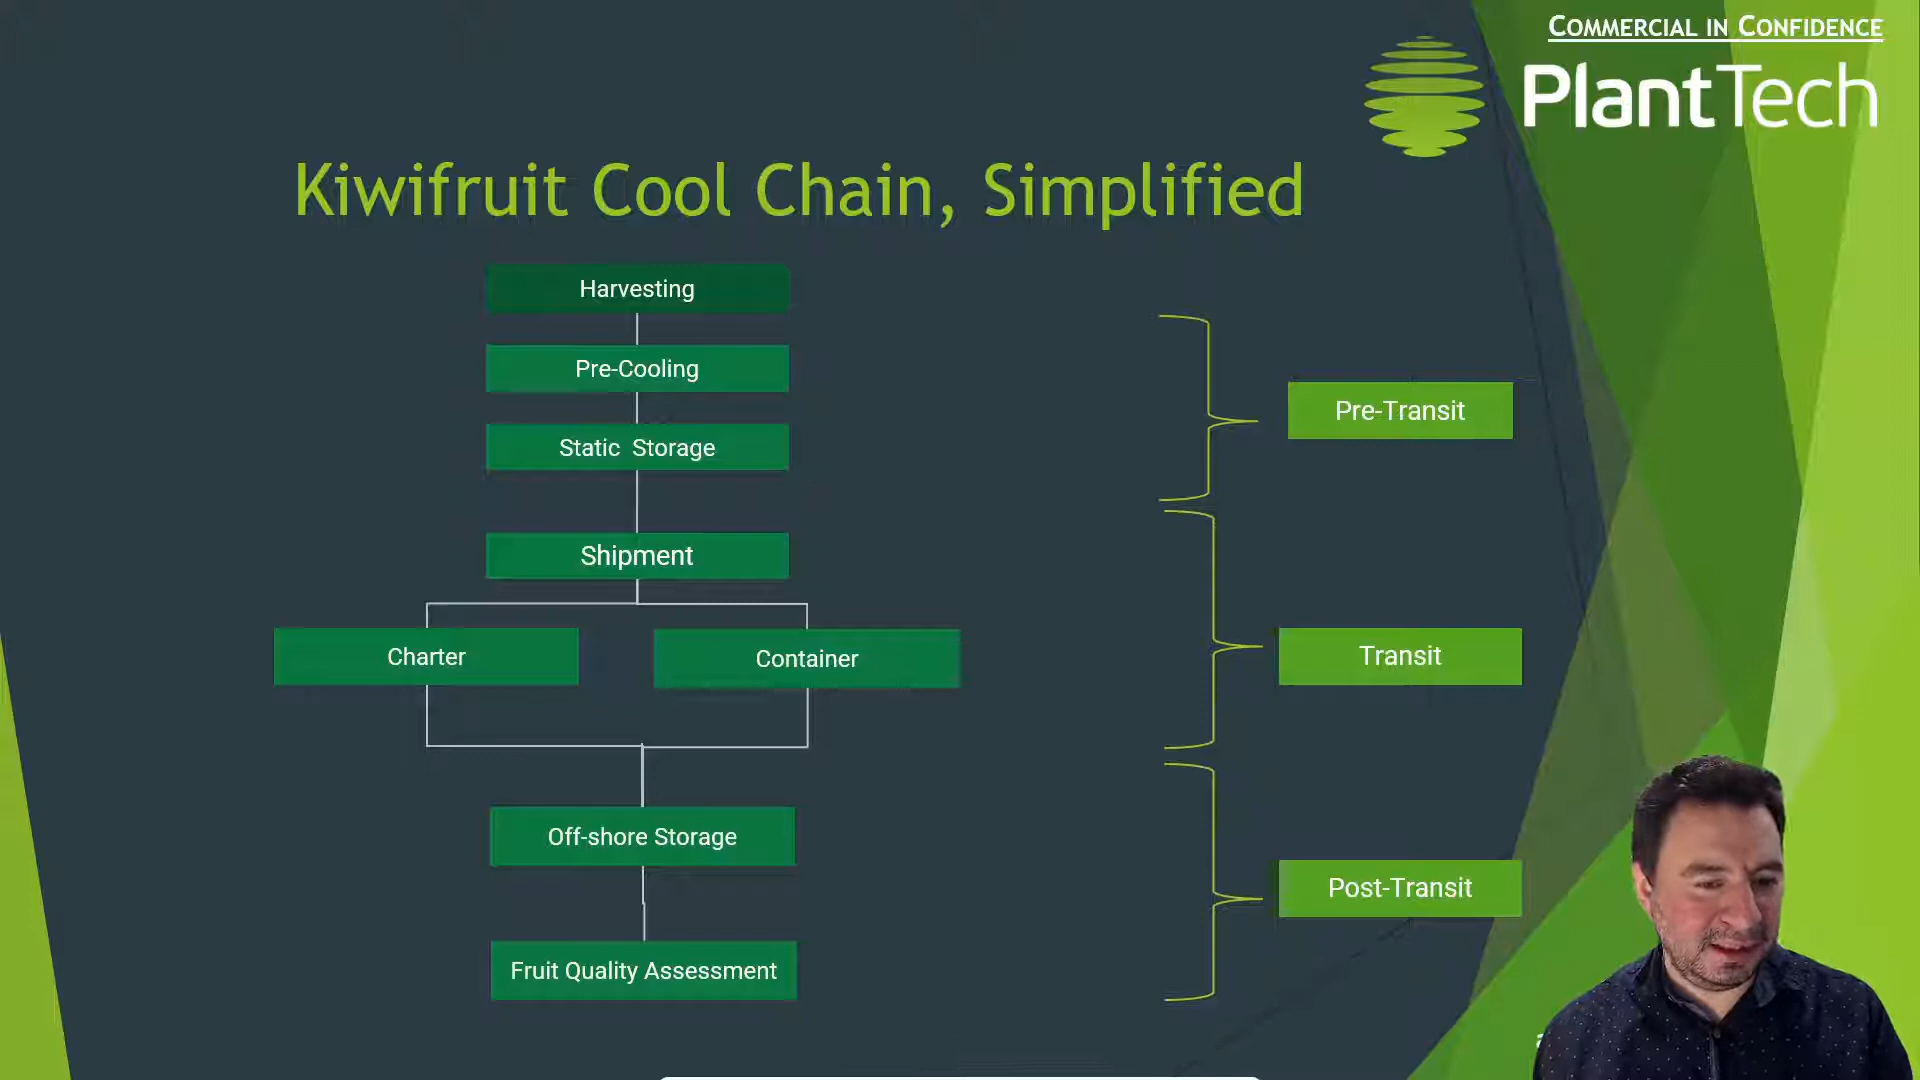 COMMERCIAL IN CONFIDENCE
PlantTech
Kiwifruit Cool Chain, Simplified
Harvesting
Pre-Cooling
Static Storage
Shipment
Charter
Container
Off-shore Storage
Fruit Quality Assessment
Pre-Transit
Transit
Post-Transit